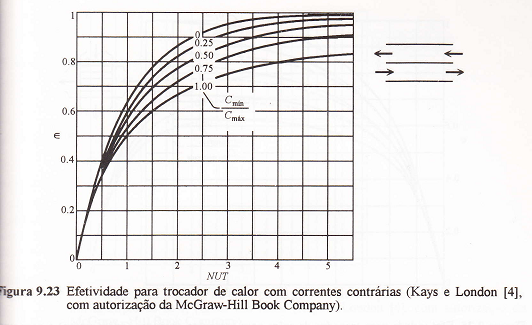 1
0.8
0.6
ϵ
0.4
0.2
0
0
0.25
0.50
0.75
1.00
C mín
C máx
0 1 2 3 4 5
NUT
Figura 9.23 Efetividade para trocador de calor com correntes contrárias (Kays e London [4],
com autorização da McGraw-Hill Book Company).